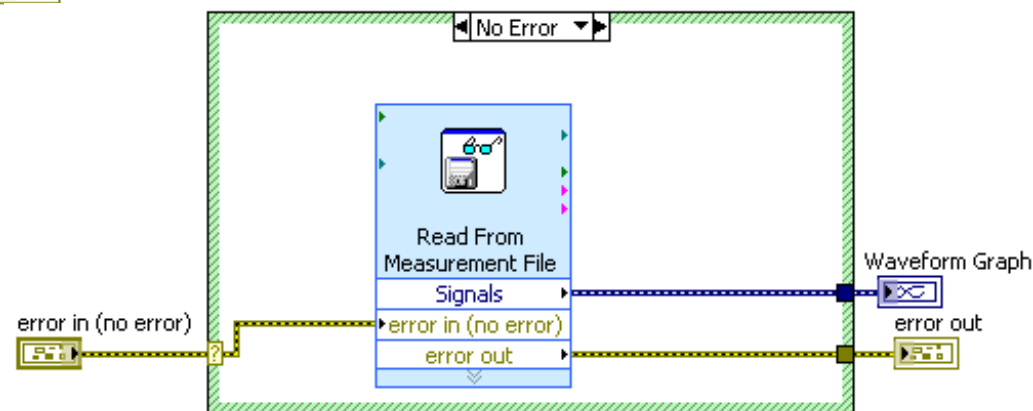 No Error
Read From
Measurement File
Signals
Waveform Graph
error in (no error)
?
error in (no error)
error out
error out